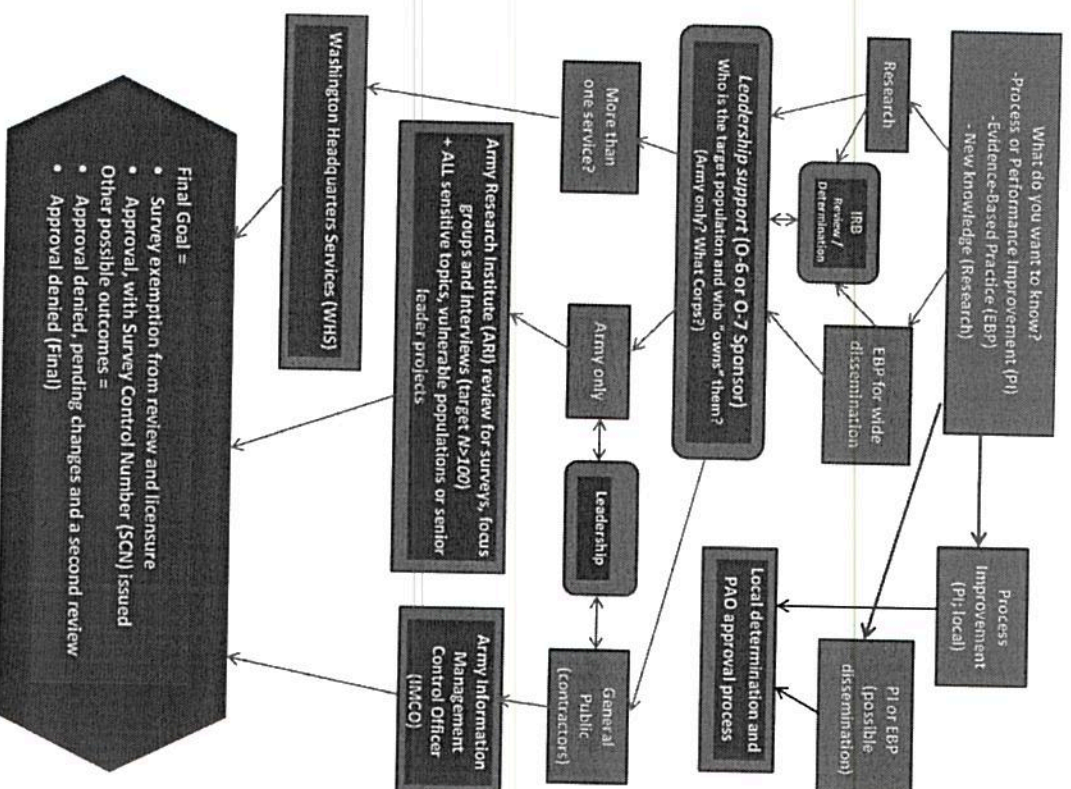 What do you want to know?
-Process or Performance Improvement (PI)
-Evidence-Based Practice (EBP)
- New knowledge (Research)
Process
Improvement
(PI; local)
Research
IRB
Review /
Determination
EBP for wide
dissemination
PI or EBP
(possible
dissemination)
Leadership support (O-6 or O-7 Sponsor)
Who is the target population and who "owns" them?
(Army only? What Corps?)
Local determination and
PAO approval process
More than
one service?
Army only
Leadership
General
Public
(contractors)
Army Research Institute (ARI) review for surveys, focus
groups and interviews (target N>100)
+ ALL sensitive topics, vulnerable populations or senior
leader projects
Washington Headquarters Services (WHS)
Army Information
Management
Control Officer
(IMCO)
Final Goal =
• Survey exemption from review and licensure
• Approval, with Survey Control Number (SCN) issued
Other possible outcomes =
• Approval denied, pending changes and a second review
• Approval denied (Final)